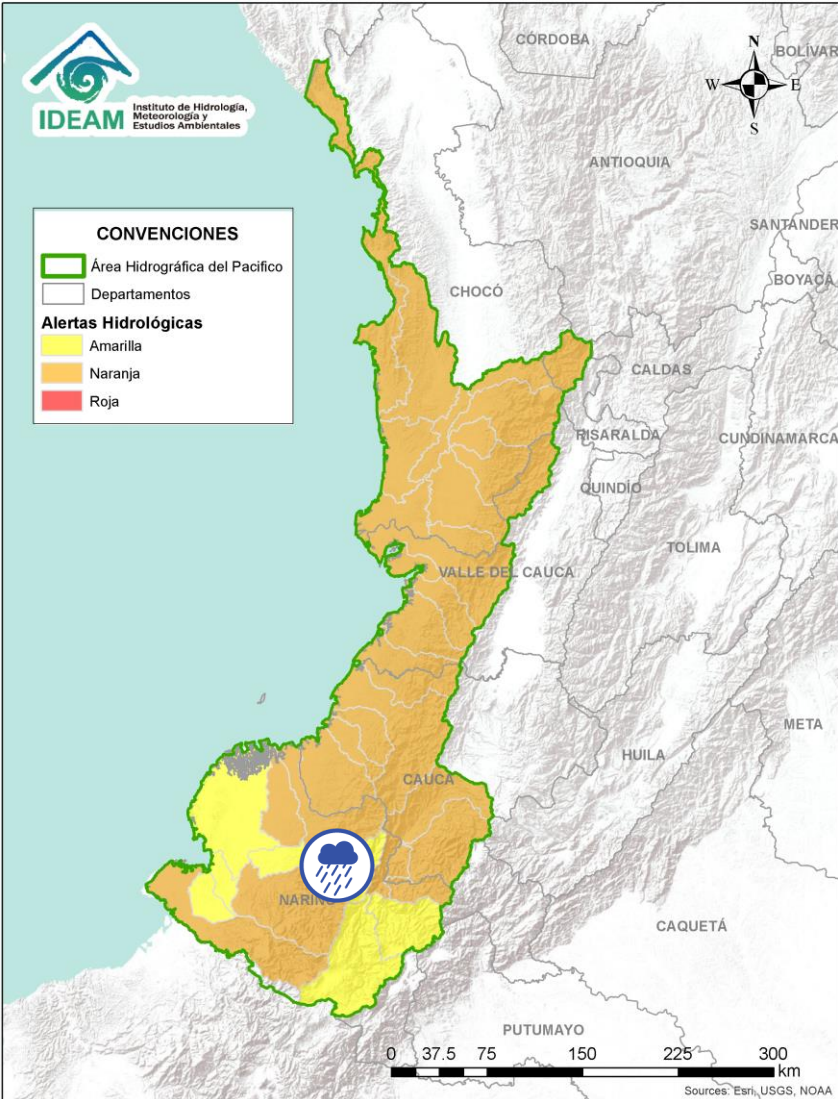 IDEAM
Instituto de Hidrología,
Meteorología y
Estudios Ambientales
CÓRDOBA
BOLÍVAR
N
W
E
S
ANTIOQUIA
SANTANDER
BOYACÁ
CONVENCIONES
Área Hidrográfica del Pacifico
Departamentos
Alertas Hidrológicas
Amarilla
Naranja
Roja
CHOCÓ
CALDAS
RISARALDA
CUNDINAMARCA
QUINDÍO
TOLIMA
VALLE DEL CAUCA
META
HUILA
CAUCA
NARIÑO
CAQUETÁ
PUTUMAYO
0 37.5 75 150 225 300
km
Sources: Esri, USGS, NOAA